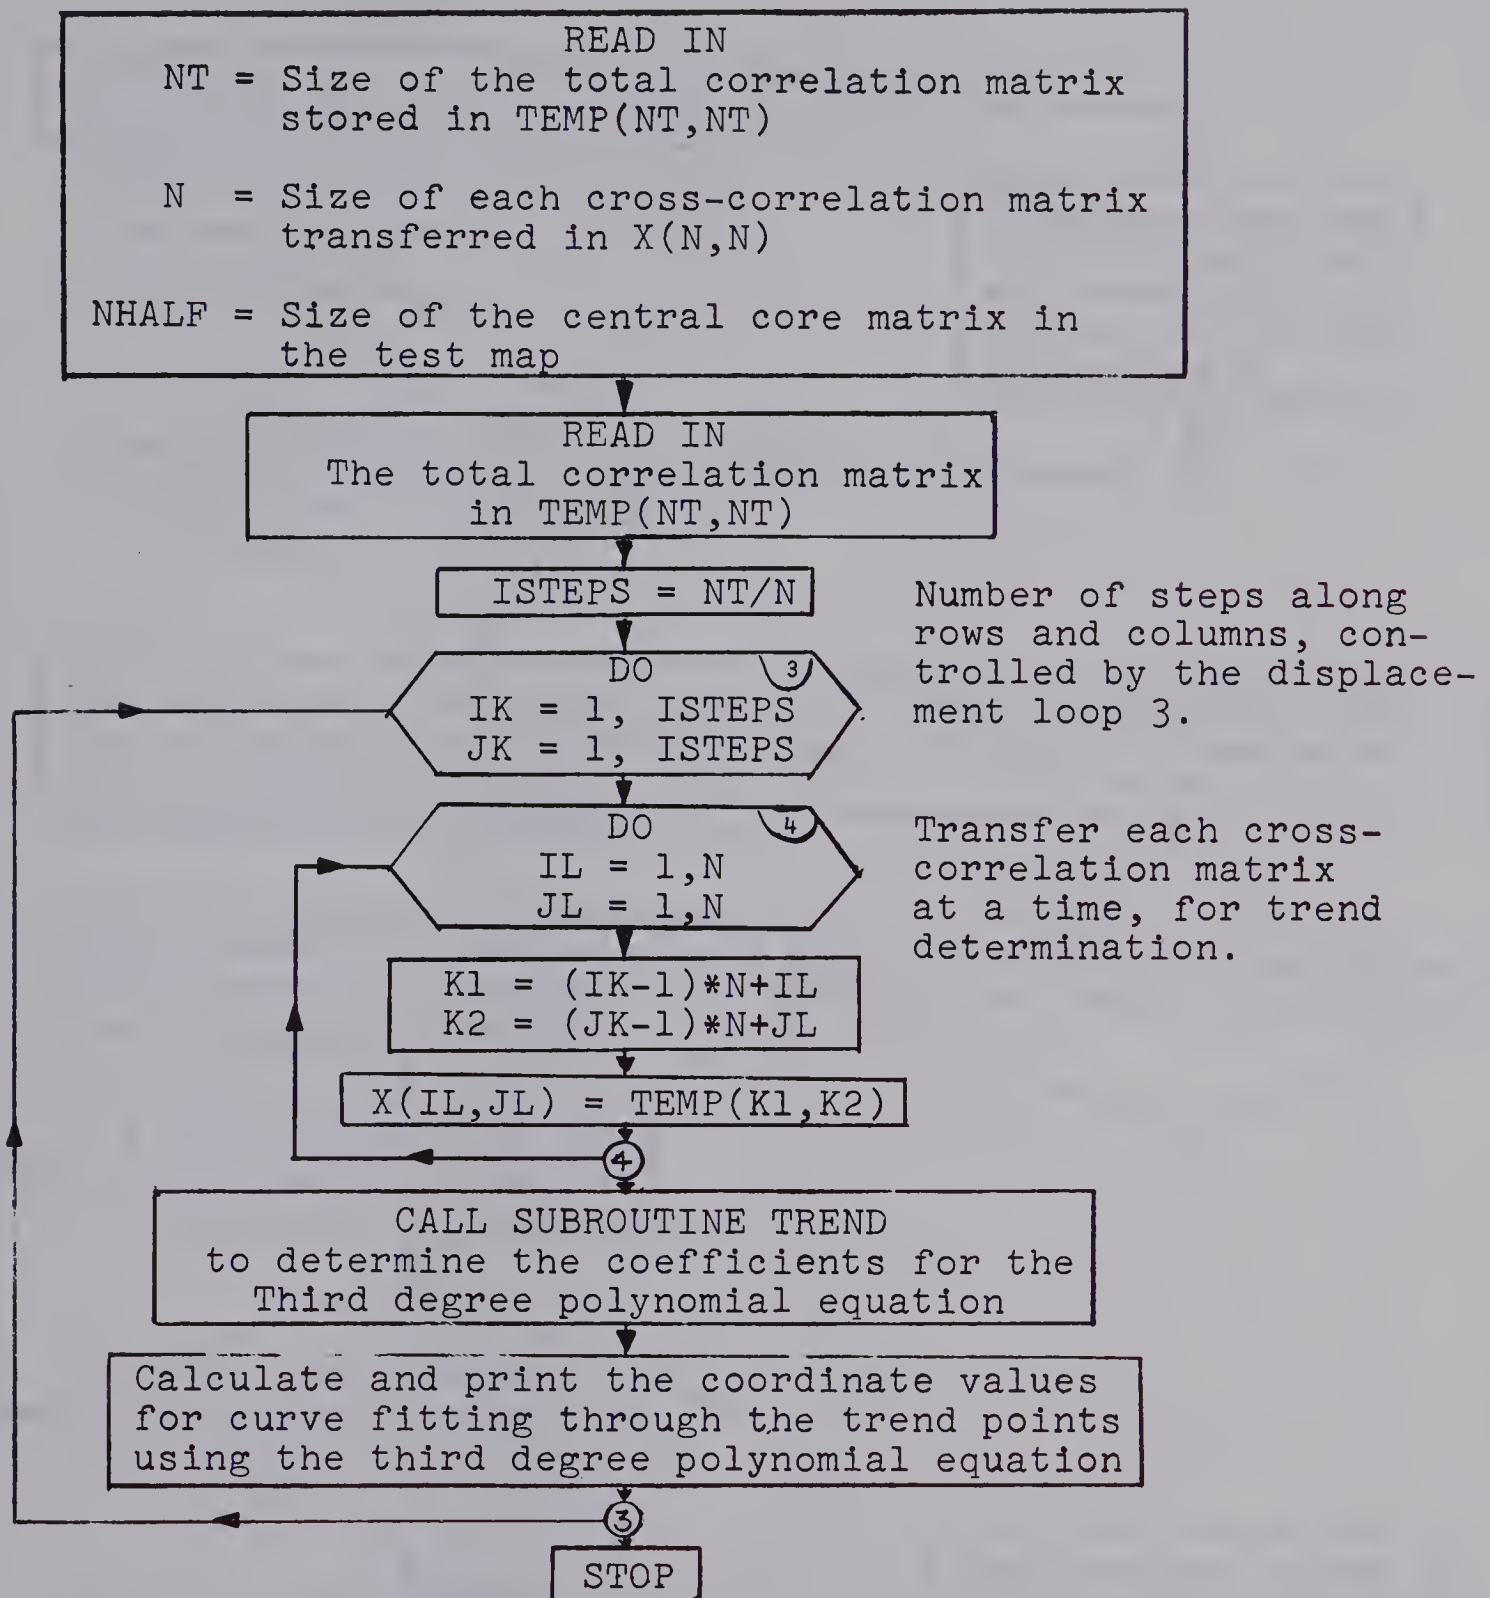 READ IN
NT = Size of the total correlation matrix
stored in TEMP(NT,NT)
N = Size of each cross-correlation matrix
transferred in X(N,N)
NHALF = Size of the central core matrix in
the test map
READ IN
The total correlation matrix
in TEMP(NT,NT)
ISTEPS = NT/N
Number of steps along
rows and columns, con-
trolled by the displace-
ment loop 3.
DO 3
IK = 1, ISTEPS
JK = 1, ISTEPS
DO 4
IL = 1,N
JL = 1,N
Transfer each cross-
correlation matrix
at a time, for trend
determination.
K1 = (IK-1)*N+IL
K2 = (JK-1)*N+JL
X(IL,JL) = TEMP(K1,K2)
4
CALL SUBROUTINE TREND
to determine the coefficients for the
Third degree polynomial equation
Calculate and print the coordinate values
for curve fitting through the trend points
using the third degree polynomial equation
3
STOP